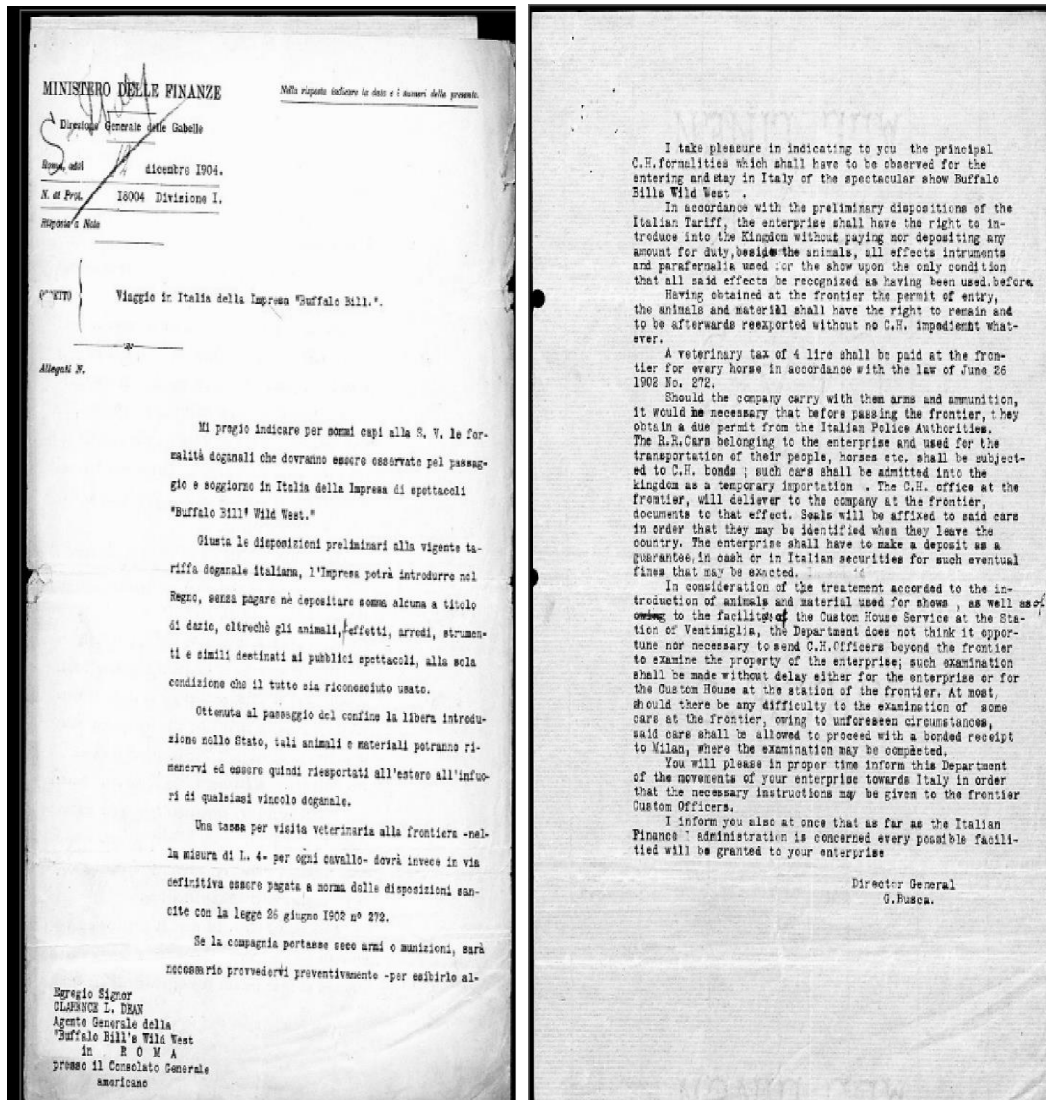 MINISTERO DELLE FINANZE
Direzione Generale delle Gabelle
Roma, addì dicembre 1904.
N. di Prot. 18004 Divisione I.
Risposta a Nota
Nella risposta indicare la data e i numeri della presente.
Viaggio in Italia della Impresa "Buffalo Bill.".
Allegati N.
Mi pregio indicare per sommi capi alla S. V. le for-
malità doganali che dovranno essere osservate pel passag-
gio e soggiorno in Italia della Impresa di spettacoli
"Buffalo Bill' Wild West."
Giusta le disposizioni preliminari alla vigente ta-
riffa doganale italiana, l'Impresa potrà introdurre nel
Regno, senza pagare nè depositare somma alcuna a titolo
di dazio, oltrechè gli animali, effetti, arredi, strumen-
ti e simili destinati ai pubblici spettacoli, alla sola
condizione che il tutto sia riconosciuto usato.
Ottenuta al passaggio del confine la libera introdu-
zione nello Stato, tali animali e materiali potranno ri-
manervi ed essere quindi riesportati all'estero all'infuo-
ri di qualsiasi vincolo doganale.
Una tassa per visita veterinaria alla frontiera -nel-
la misura di L. 4- per ogni cavallo- dovrà invece in via
definitiva essere pagata a norma delle disposizioni san-
cite con la legge 26 giugno 1902 nº 272.
Se la compagnia portasse seco armi o munizioni, sarà
necessario provvedervi preventivamente -per esibirlo al-
Egregio Signor
CLARENCE L. DEAN
Agente Generale della
"Buffalo Bill's Wild West
in R O M A
presso il Consolato Generale
americano
I take pleasure in indicating to you the principal
C.H.formalities which shall have to be observed for the
entering and stay in Italy of the spectacular show Buffalo
Bills Wild West .
In accordance with the preliminary dispositions of the
Italian Tariff, the enterprise shall have the right to in-
troduce into the Kingdom without paying nor depositing any
amount for duty,beside the animals, all effects intruments
and parafernalia used for the show upon the only condition
that all said effects be recognized as having been used.before
Having obtained at the frontier the permit of entry,
the animals and material shall have the right to remain and
to be afterwards reexported without no C.H. impediemnt what-
ever.
A veterinary tax of 4 lire shall be paid at the fron-
tier for every horse in accordance with the law of June 26
1902 No. 272.
Should the company carry with them arms and ammunition,
it would be necessary that before passing the frontier, they
obtain a due permit from the Italian Police Authorities.
The R.R.Cars belonging to the enterprise and used for the
transportation of their people, horses etc. shall be subject-
ed to C.H. bonds ; such cars shall be admitted into the
kingdom as a temporary importation . The C.H. office at the
frontier, will deliever to the company at the frontier,
documents to that effect. Seals will be affixed to said cars
in order that they may be identified when they leave the
country. The enterprise shall have to make a deposit as a
guarantee,in cash or in Italian securities for such eventual
fines that may be exacted.
In consideration of the treatement accorded to the in-
troduction of animals and material used for shows , as well as of
owing to the facilitys of the Custom House Service at the Sta-
tion of Ventimiglia, the Department does not think it oppor-
tune nor necessary to send C.H.Officers beyond the frontier
to examine the property of the enterprise; such examination
shall be made without delay either for the enterprise or for
the Custom House at the station of the frontier. At most,
should there be any difficulty to the examination of some
cars at the frontier, owing to unforeseen circumstances,
said cars shall be allowed to proceed with a bonded receipt
to Milan, where the examination may be completed.
You will please in proper time inform this Department
of the movements of your enterprise towards Italy in order
that the necessary instructions may be given to the frontier
Custom Officers.
I inform you also at once that as far as the Italian
Finance administration is concerned every possible facili-
tied will be granted to your enterprise
Director General
G.Busca.